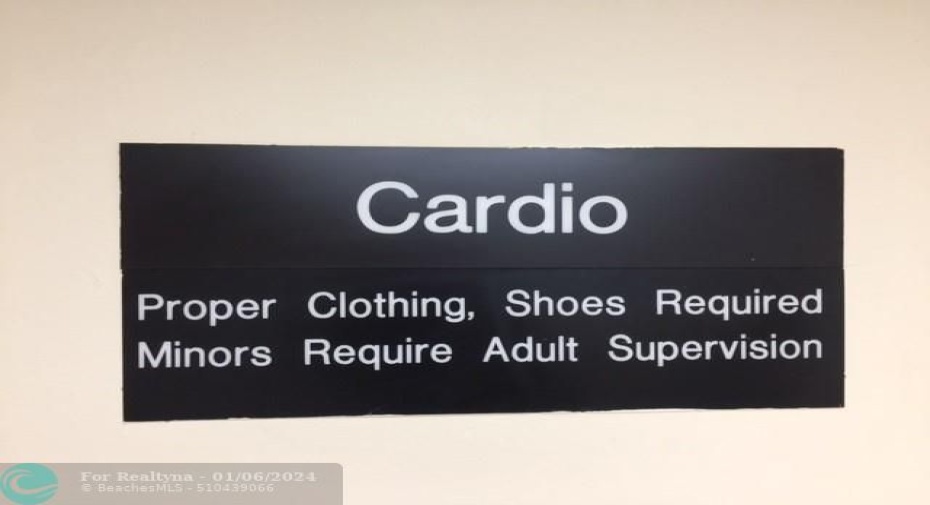 Cardio
Proper Clothing, Shoes Required
Minors Require Adult Supervision
For Realtyna - 01/06/2024
© BeachesMLS - 510439066